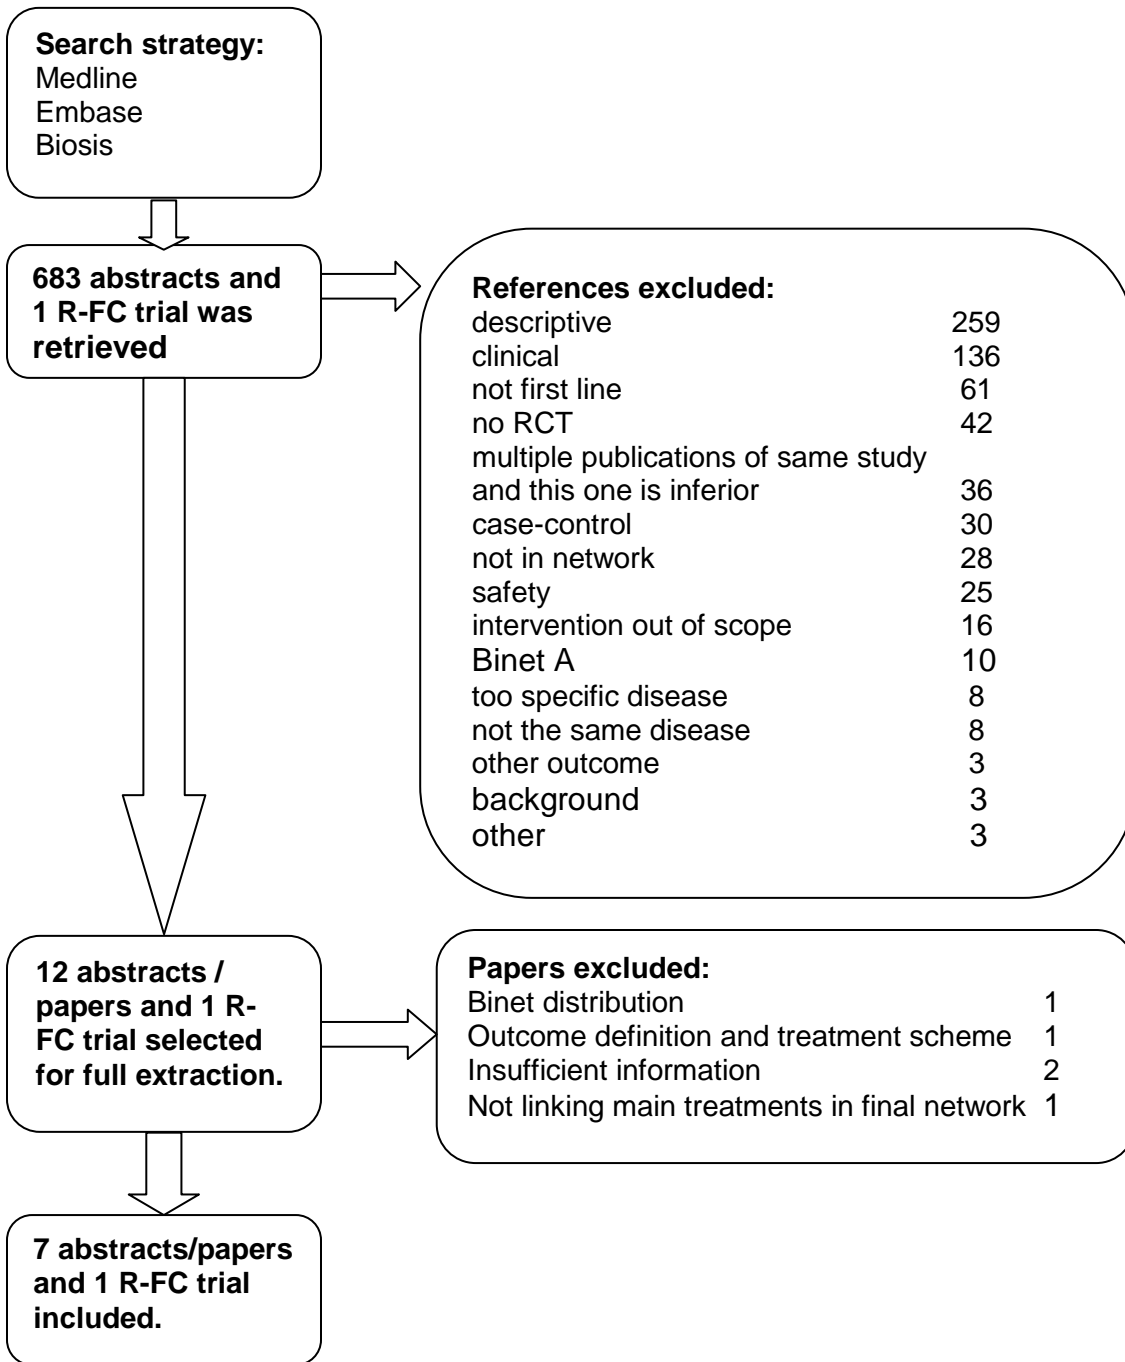 Search strategy:
Medline
Embase
Biosis
683 abstracts and
1 R-FC trial was
retrieved
References excluded:
descriptive 259
clinical 136
not first line 61
no RCT 42
multiple publications of same study
and this one is inferior 36
case-control 30
not in network 28
safety 25
intervention out of scope 16
Binet A 10
too specific disease 8
not the same disease 8
other outcome 3
background 3
other 3
12 abstracts /
papers and 1 R-
FC trial selected
for full extraction.
Papers excluded:
Binet distribution 1
Outcome definition and treatment scheme 1
Insufficient information 2
Not linking main treatments in final network 1
7 abstracts/papers
and 1 R-FC trial
included.